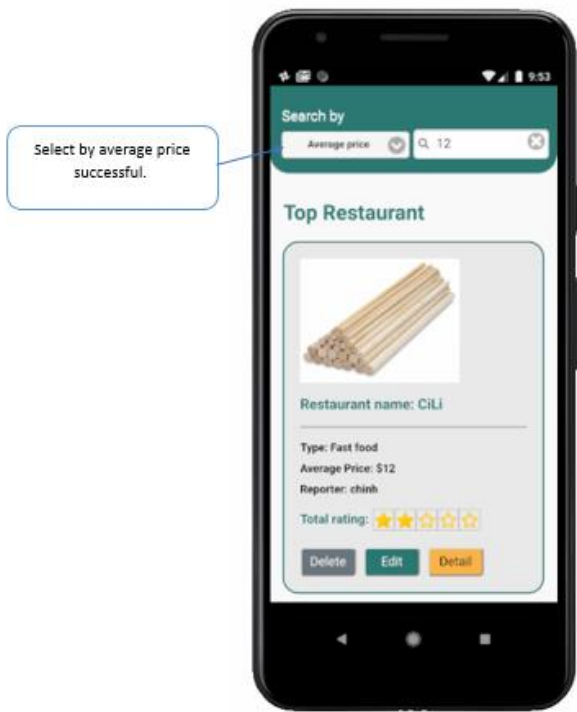 9:53
Search by
Average price
12
Select by average price
successful.
Top Restaurant
Restaurant name: CiLi
Type: Fast food
Average Price: $12
Reporter: chinh
Total rating:
Delete Edit Detail